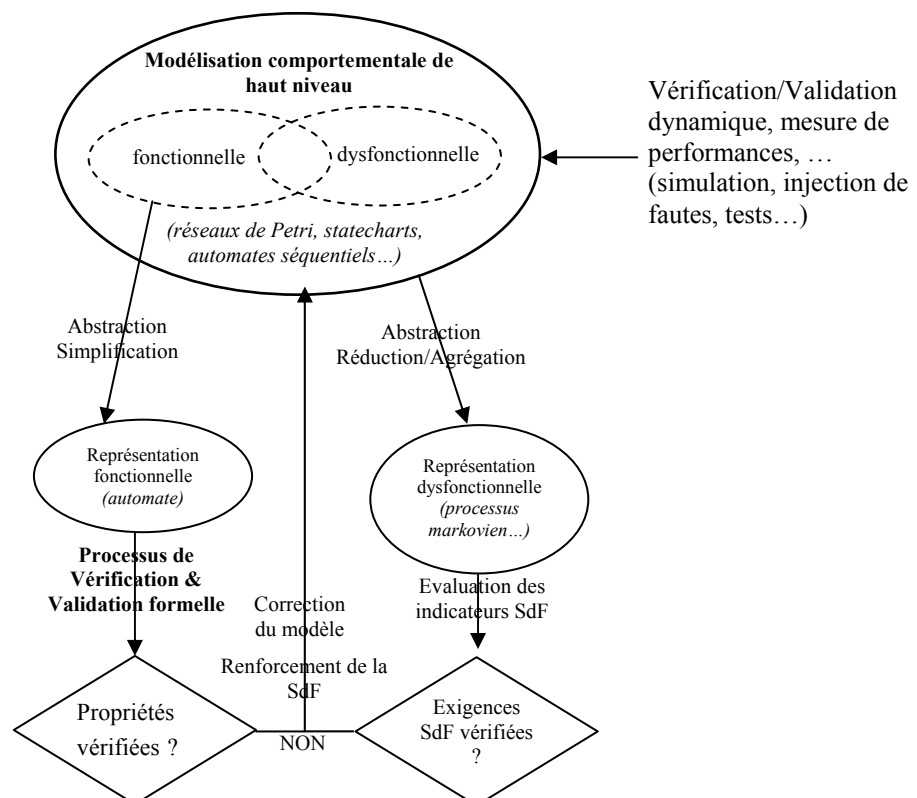 Modélisation comportementale de
haut niveau
fonctionnelle
dysfonctionnelle
(réseaux de Petri, statecharts,
automates séquentiels…)
Vérification/Validation
dynamique, mesure de
performances, …
(simulation, injection de
fautes, tests…)
Abstraction
Simplification
Abstraction
Réduction/Agrégation
Représentation
fonctionnelle
(automate)
Représentation
dysfonctionnelle
(processus
markovien…)
Processus de
Vérification &
Validation formelle
Correction
du modèle
Renforcement de la
SdF
Evaluation des
indicateurs SdF
Propriétés
vérifiées ?
NON
Exigences
SdF vérifiées
?